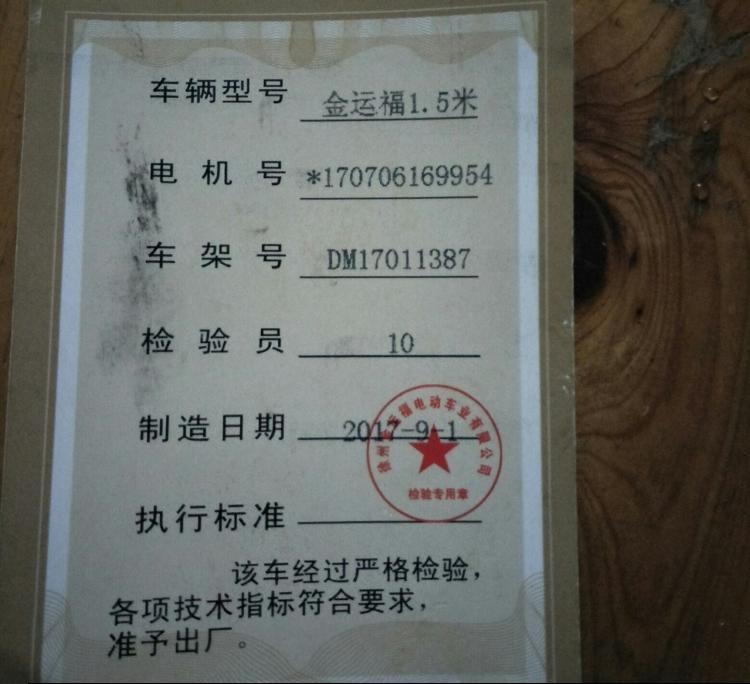 车辆型号 金运福1.5米
电机号 *170706169954
车架号 DM17011387
检验员 10
制造日期 2017-9-1
执行标准
该车经过严格检验，
各项技术指标符合要求，
准予出厂。
徐州金运福电动车业有限公司
检验专用章